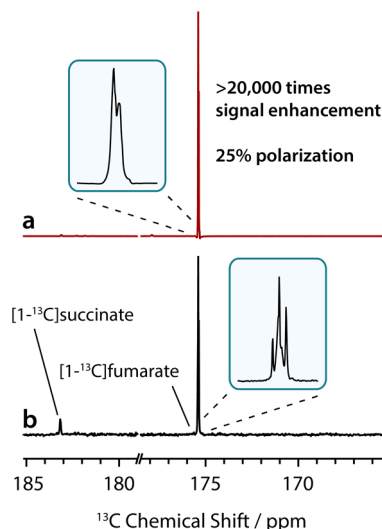 >20,000 times
signal enhancement
25% polarization
a
[1-¹³C]succinate
[1-¹³C]fumarate
b
185 180 175 170
¹³C Chemical Shift / ppm